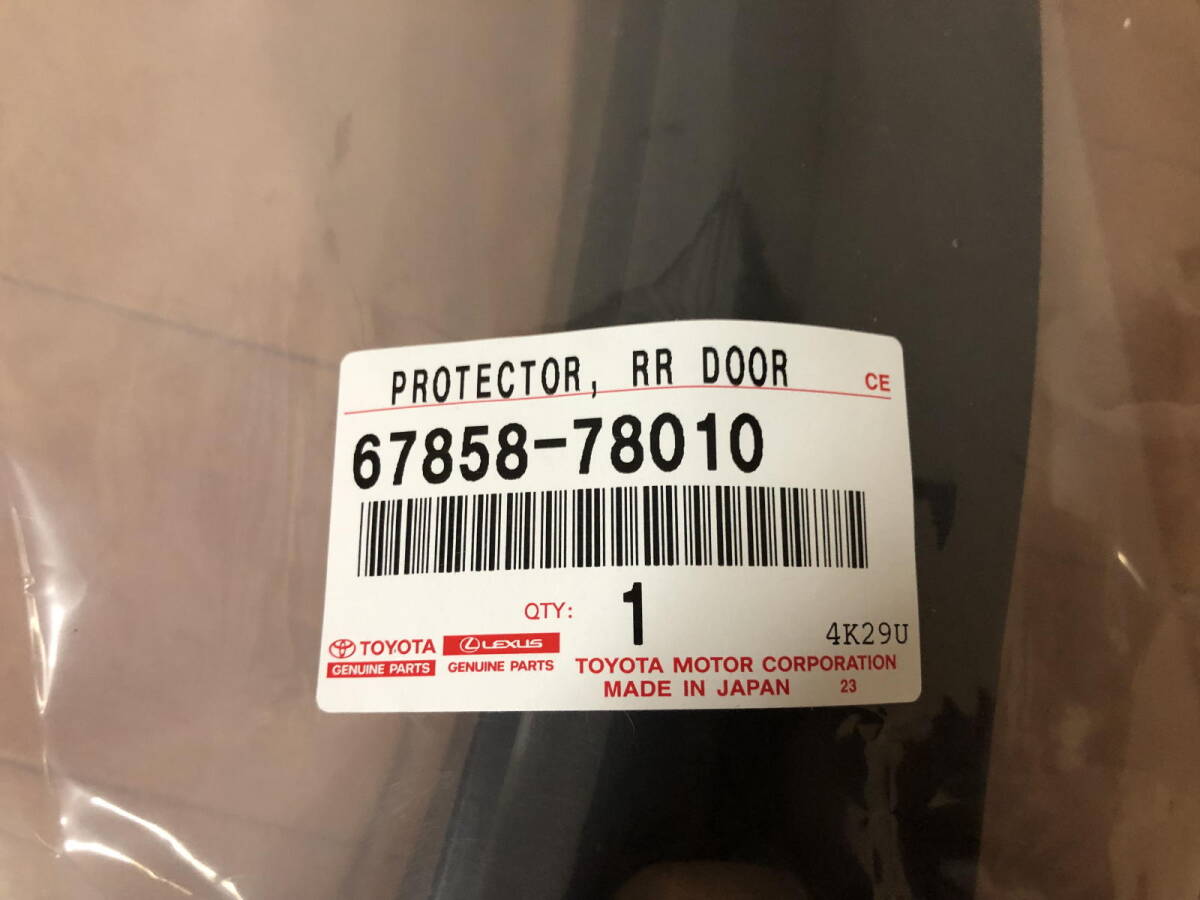 PROTECTOR, RR DOOR CE
67858-78010
QTY: 1
4K29U
TOYOTA LEXUS
GENUINE PARTS GENUINE PARTS
TOYOTA MOTOR CORPORATION
MADE IN JAPAN 23